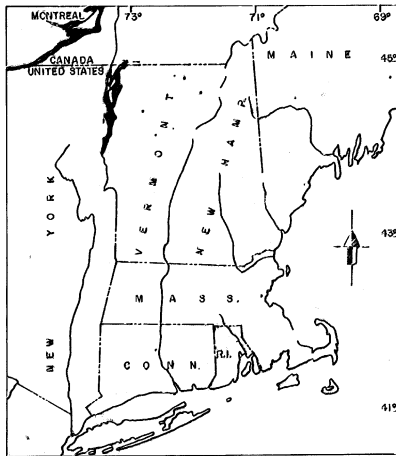 73° 71° 69°
MONTREAL
MAINE
CANADA
UNITED STATES
45°
VERMONT
NEW HAMP.
NEW YORK
43°
MASS.
CONN.
R.I.
41°